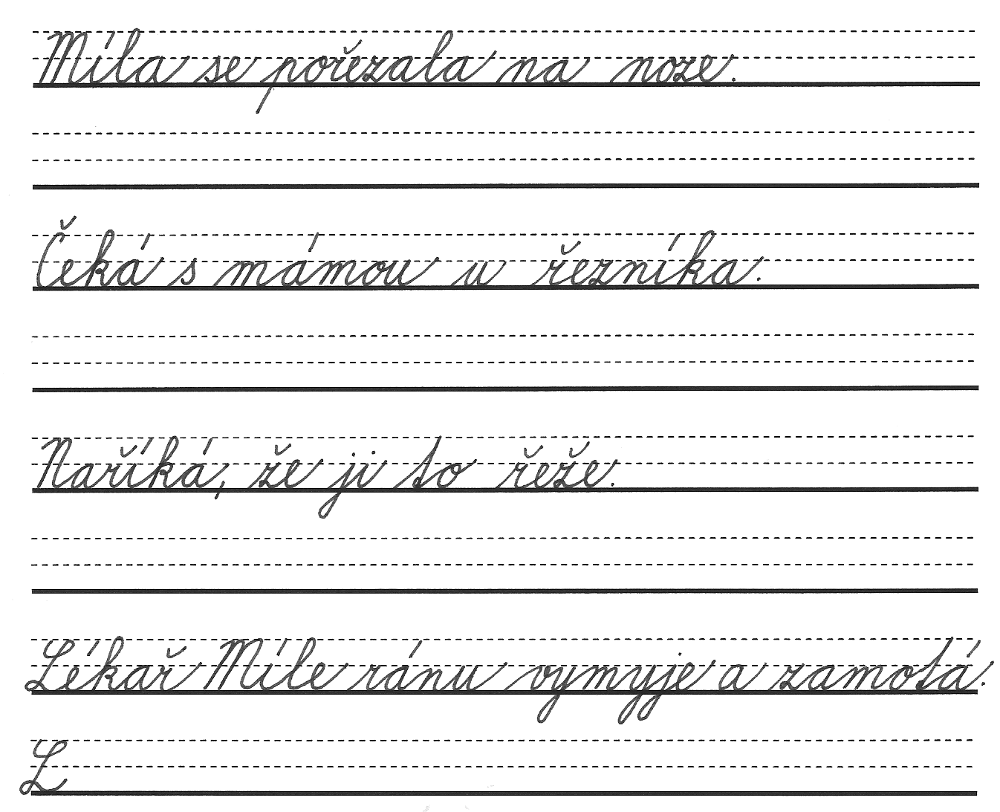 Míla se pořezala na noze.
Čeká s mámou u řezníka.
Naříká, že ji to řeže.
Lékař Míle ránu vymyje a zamotá.
L